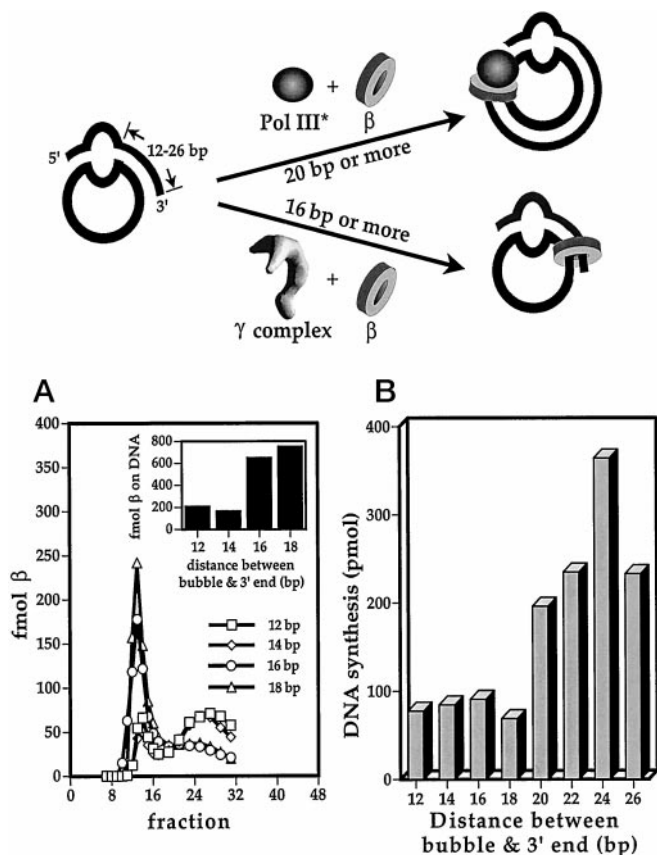 Pol III* + β
5'
12-26 bp
3'
20 bp or more
16 bp or more
γ complex + β
A
B
400
350
300
250
200
150
100
50
0
fmol β
0 8 16 24 32 40 48
fraction
800
600
400
200
0
fmol β on DNA
12 14 16 18
distance between
bubble & 3' end (bp)
12 bp
14 bp
16 bp
18 bp
400
300
200
100
0
DNA synthesis (pmol)
12 14 16 18 20 22 24 26
Distance between
bubble & 3' end (bp)